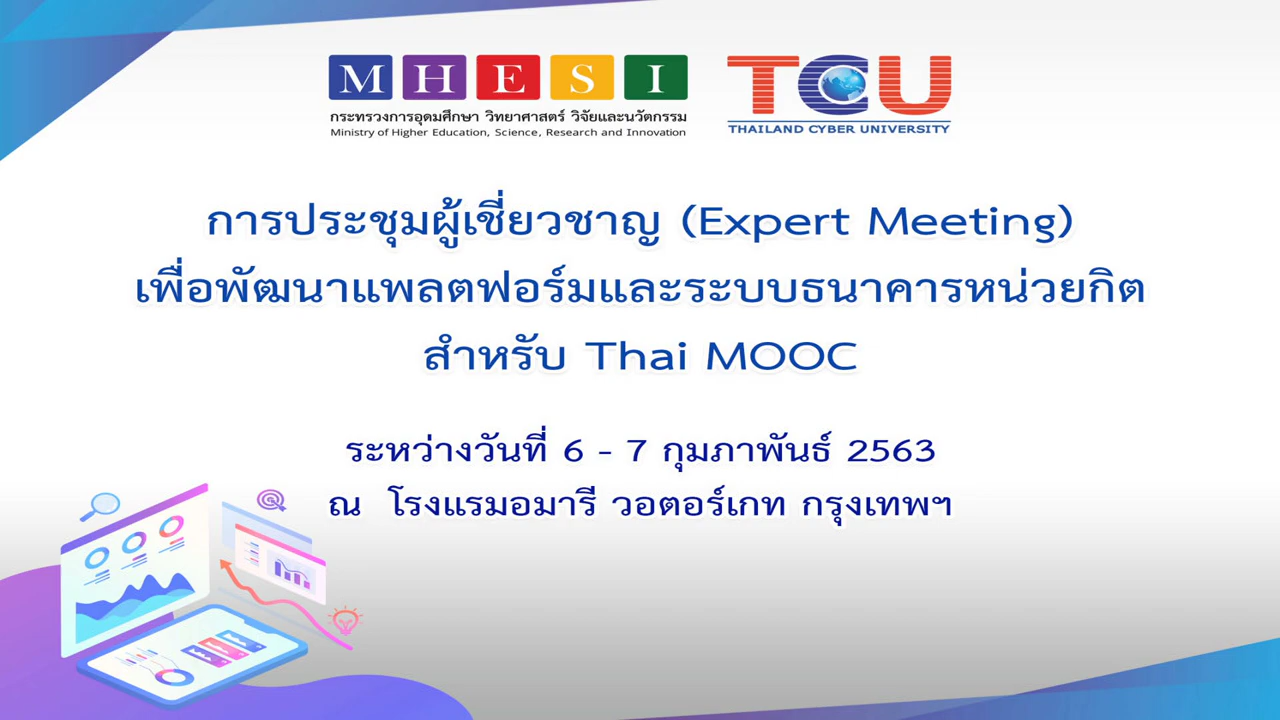 MHESI
กระทรวงการอุดมศึกษา วิทยาศาสตร์ วิจัยและนวัตกรรม
Ministry of Higher Education, Science, Research and Innovation
TCU
THAILAND CYBER UNIVERSITY
การประชุมผู้เชี่ยวชาญ (Expert Meeting)
เพื่อพัฒนาแพลตฟอร์มและระบบธนาคารหน่วยกิต
สำหรับ Thai MOOC
ระหว่างวันที่ 6 - 7 กุมภาพันธ์ 2563
ณ โรงแรมอมารี วอตอร์เกท กรุงเทพฯ